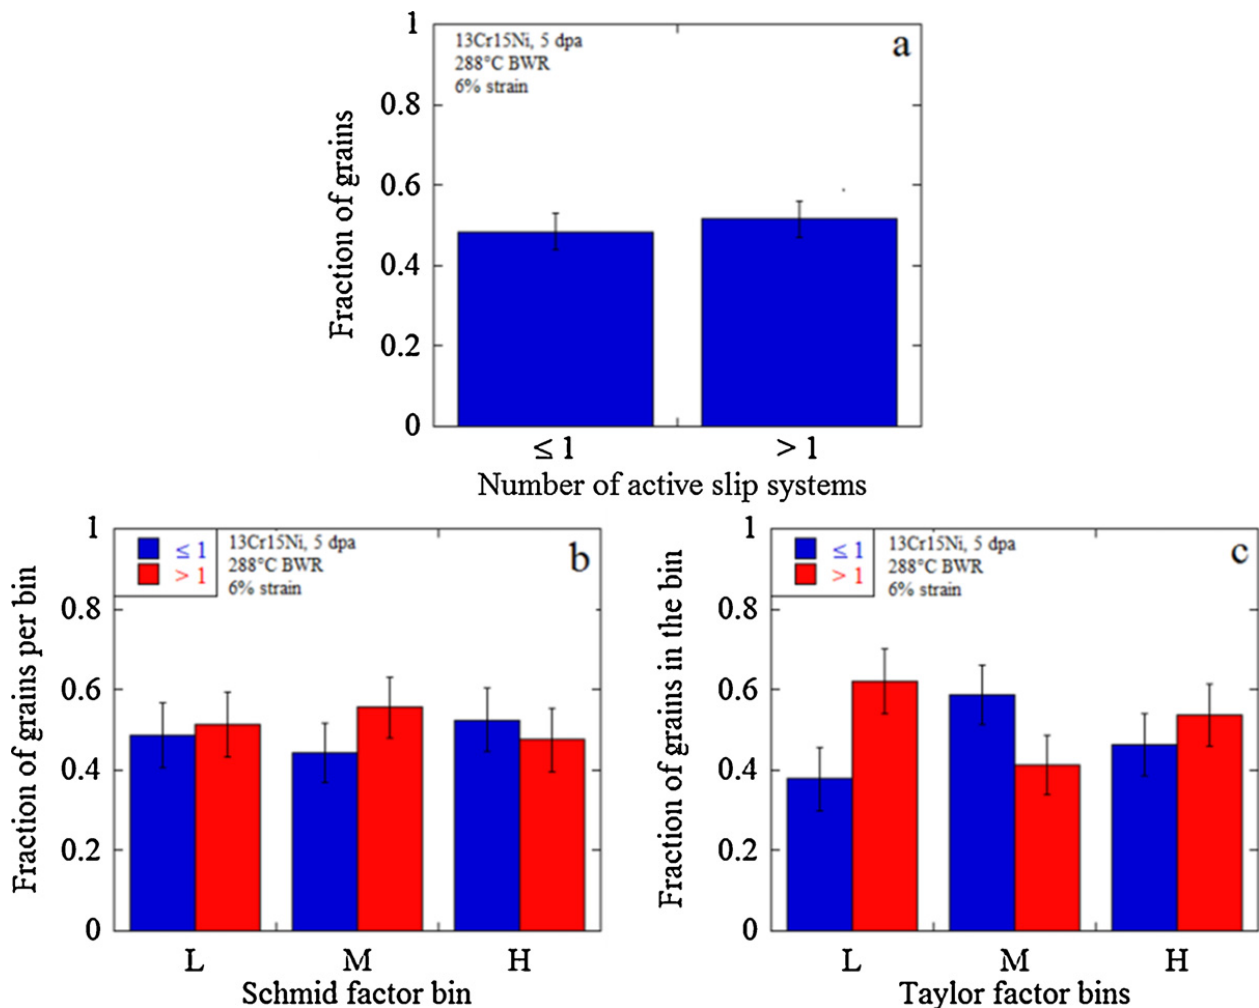 1
0.8
0.6
0.4
0.2
0
Fraction of grains
13Cr15Ni, 5 dpa
288°C BWR
6% strain
a
≤ 1
> 1
Number of active slip systems
1
0.8
0.6
0.4
0.2
0
Fraction of grains per bin
≤ 1
> 1
13Cr15Ni, 5 dpa
288°C BWR
6% strain
b
L
M
H
Schmid factor bin
1
0.8
0.6
0.4
0.2
0
Fraction of grains in the bin
≤ 1
> 1
13Cr15Ni, 5 dpa
288°C BWR
6% strain
c
L
M
H
Taylor factor bins